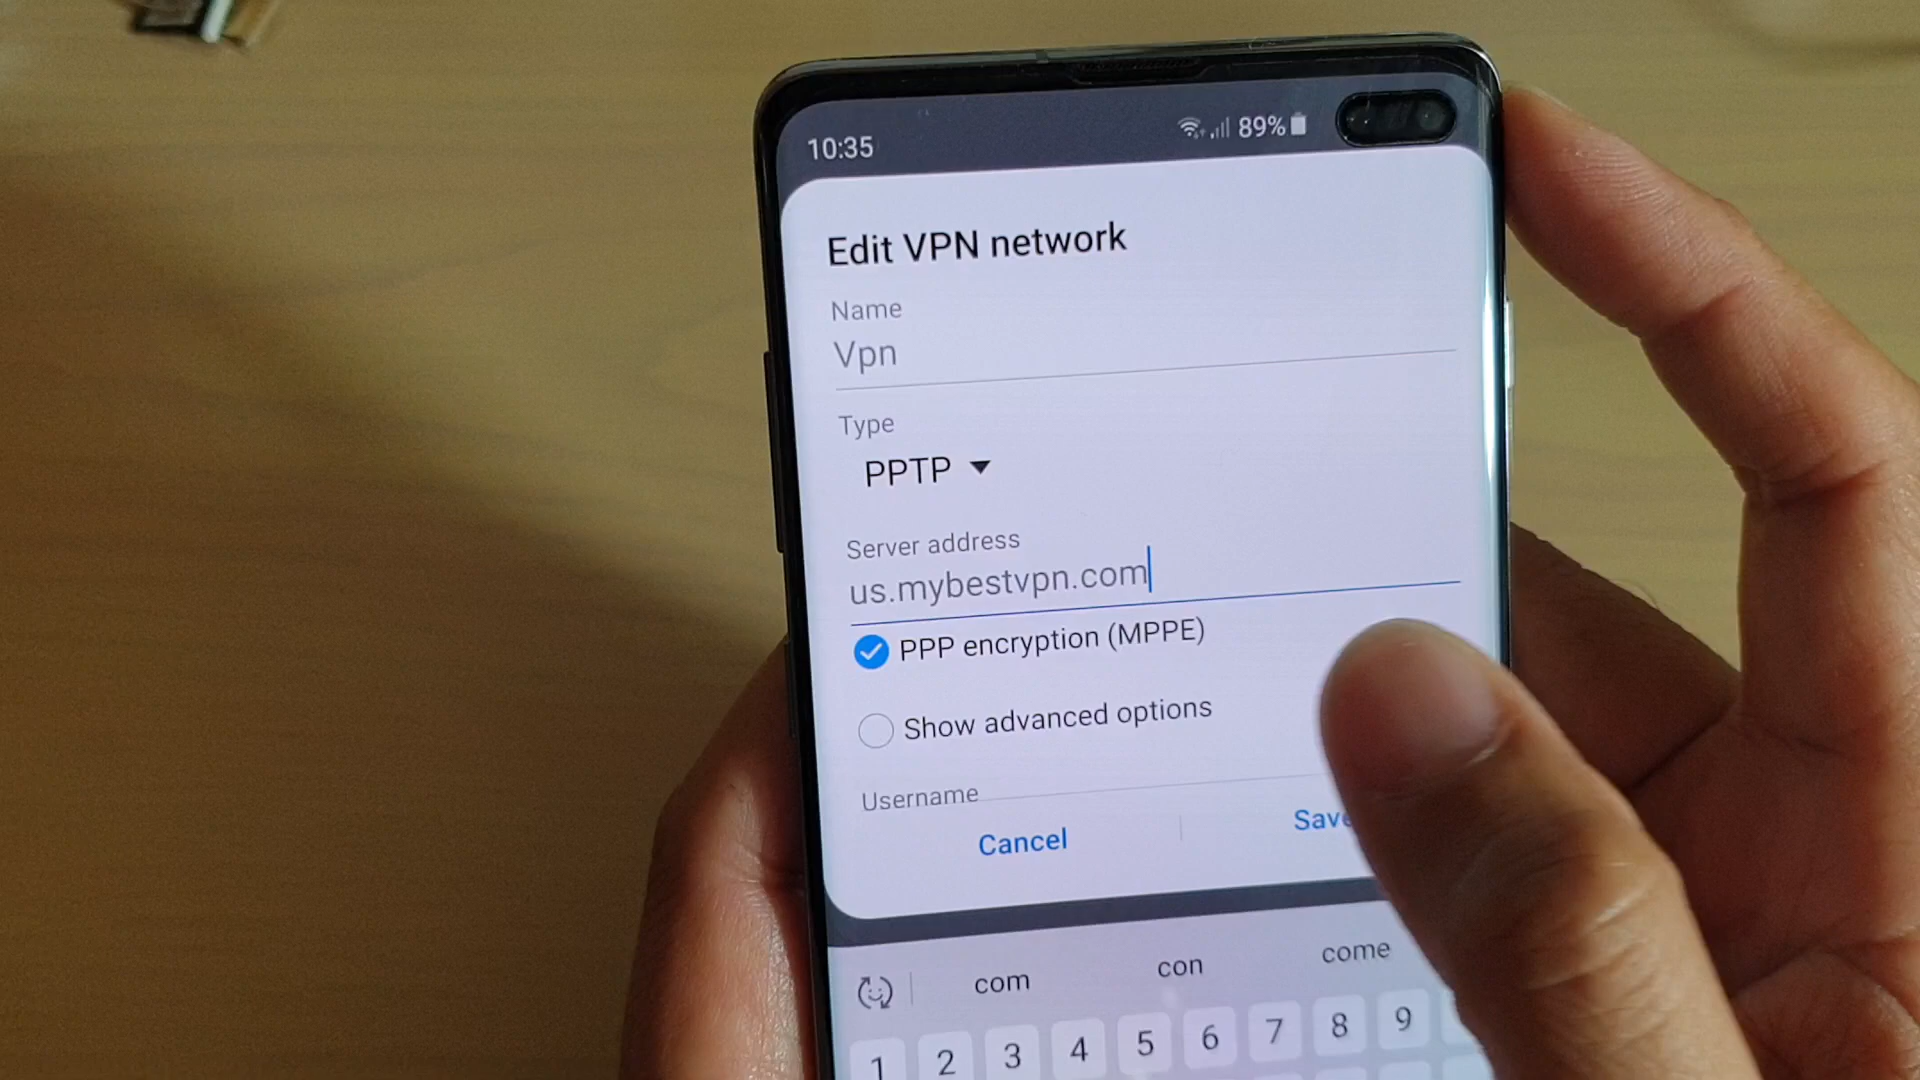 10:35 89%
Edit VPN network
Name
Vpn
Type
PPTP
Server address
us.mybestvpn.com
PPP encryption (MPPE)
Show advanced options
Username
Cancel Save
com con come
1 2 3 4 5 6 7 8 9